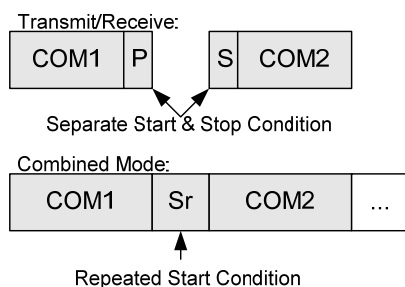 Transmit/Receive:
COM1 P S COM2
Separate Start & Stop Condition
Combined Mode:
COM1 Sr COM2 ...
Repeated Start Condition